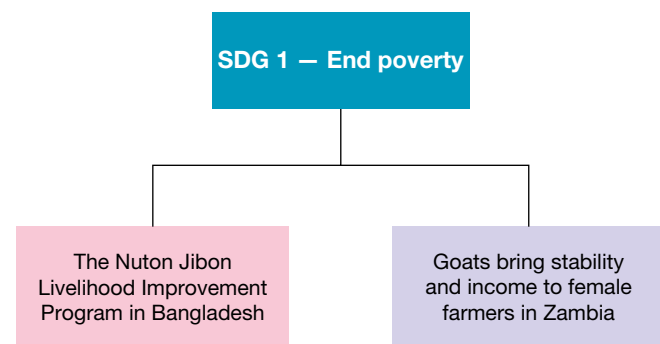 SDG 1 — End poverty
The Nuton Jibon
Livelihood Improvement
Program in Bangladesh
Goats bring stability
and income to female
farmers in Zambia